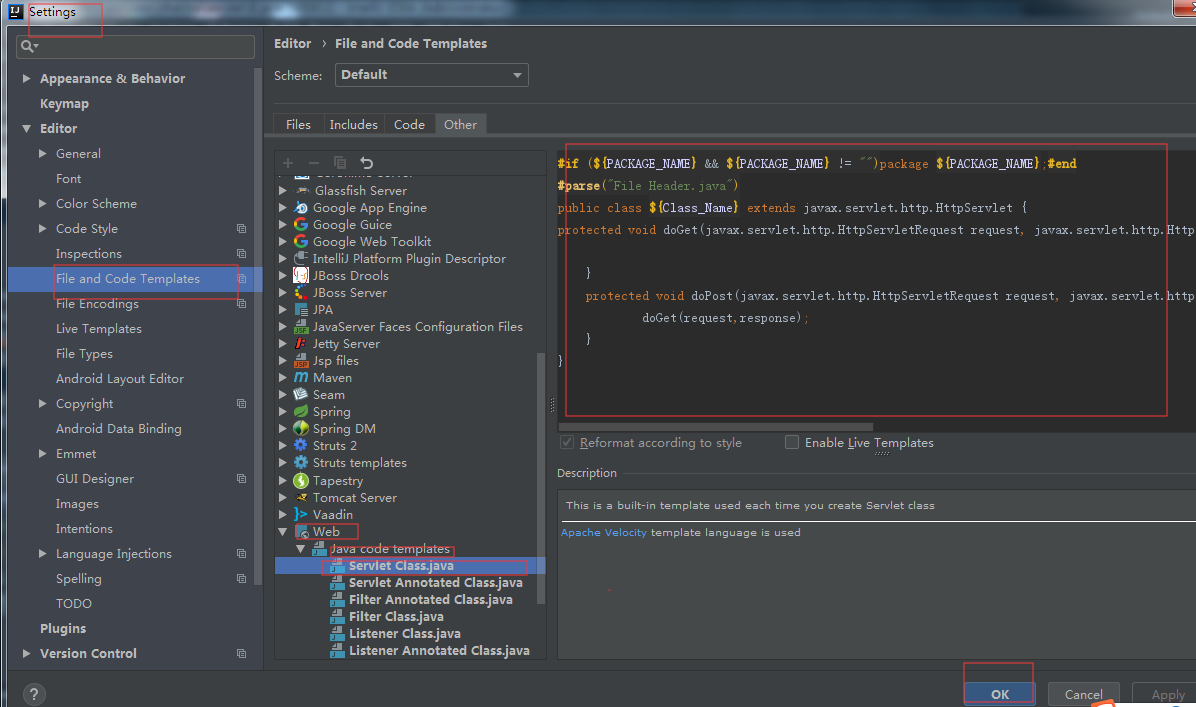 Settings
Appearance & Behavior
Keymap
Editor
General
Font
Color Scheme
Code Style
Inspections
File and Code Templates
File Encodings
Live Templates
File Types
Android Layout Editor
Copyright
Android Data Binding
Emmet
GUI Designer
Images
Intentions
Language Injections
Spelling
TODO
Plugins
Version Control
Editor › File and Code Templates
Scheme: Default
Files Includes Code Other
Glassfish Server
Google App Engine
Google Guice
Google Web Toolkit
IntelliJ Platform Plugin Descriptor
JBoss Drools
JBoss Server
JPA
JavaServer Faces Configuration Files
Jetty Server
Jsp files
Maven
Seam
Spring
Spring DM
Struts 2
Struts templates
Tapestry
Tomcat Server
Vaadin
Web
Java code templates
Servlet Class.java
Servlet Annotated Class.java
Filter Annotated Class.java
Filter Class.java
Listener Class.java
Listener Annotated Class.java
#if (${PACKAGE_NAME} && ${PACKAGE_NAME} != "")package ${PACKAGE_NAME};#end
#parse("File Header.java")
public class ${Class_Name} extends javax.servlet.http.HttpServlet {
protected void doGet(javax.servlet.http.HttpServletRequest request, javax.servlet.http.Http
}
protected void doPost(javax.servlet.http.HttpServletRequest request, javax.servlet.htt
doGet(request,response);
}
}
Reformat according to style Enable Live Templates
Description
This is a built-in template used each time you create Servlet class
Apache Velocity template language is used
? OK Cancel Apply